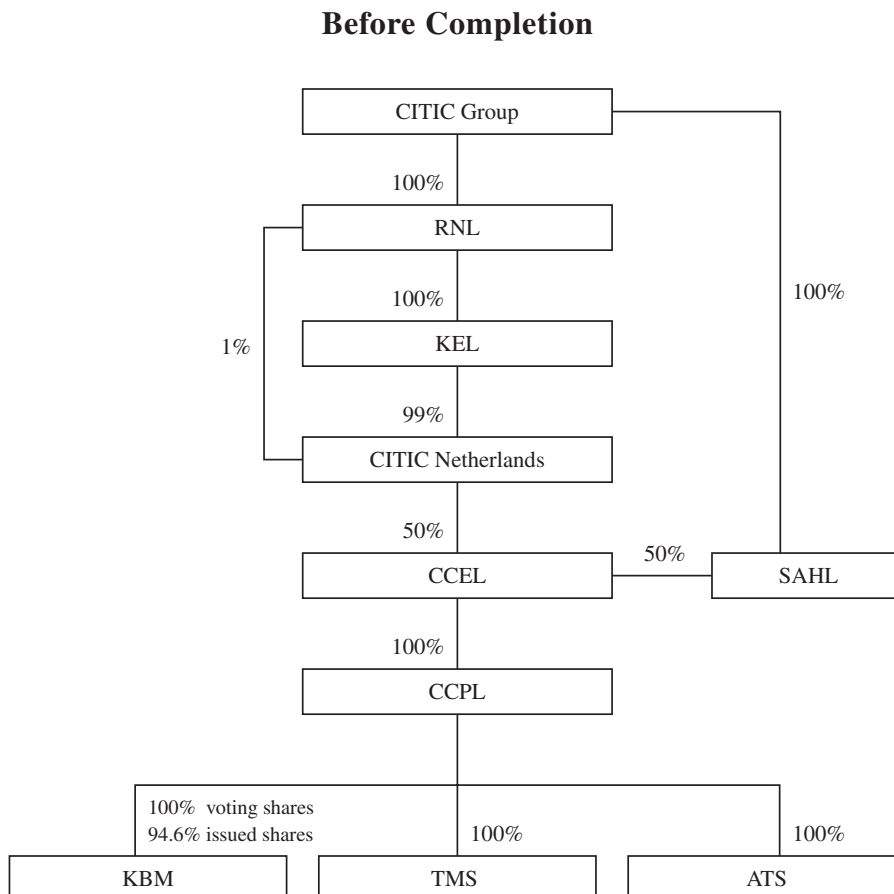 Before Completion
CITIC Group
100%
RNL
100%
100%
1%
KEL
99%
CITIC Netherlands
50%
50%
CCEL
SAHL
100%
CCPL
100% voting shares
94.6% issued shares
100%
100%
KBM
TMS
ATS